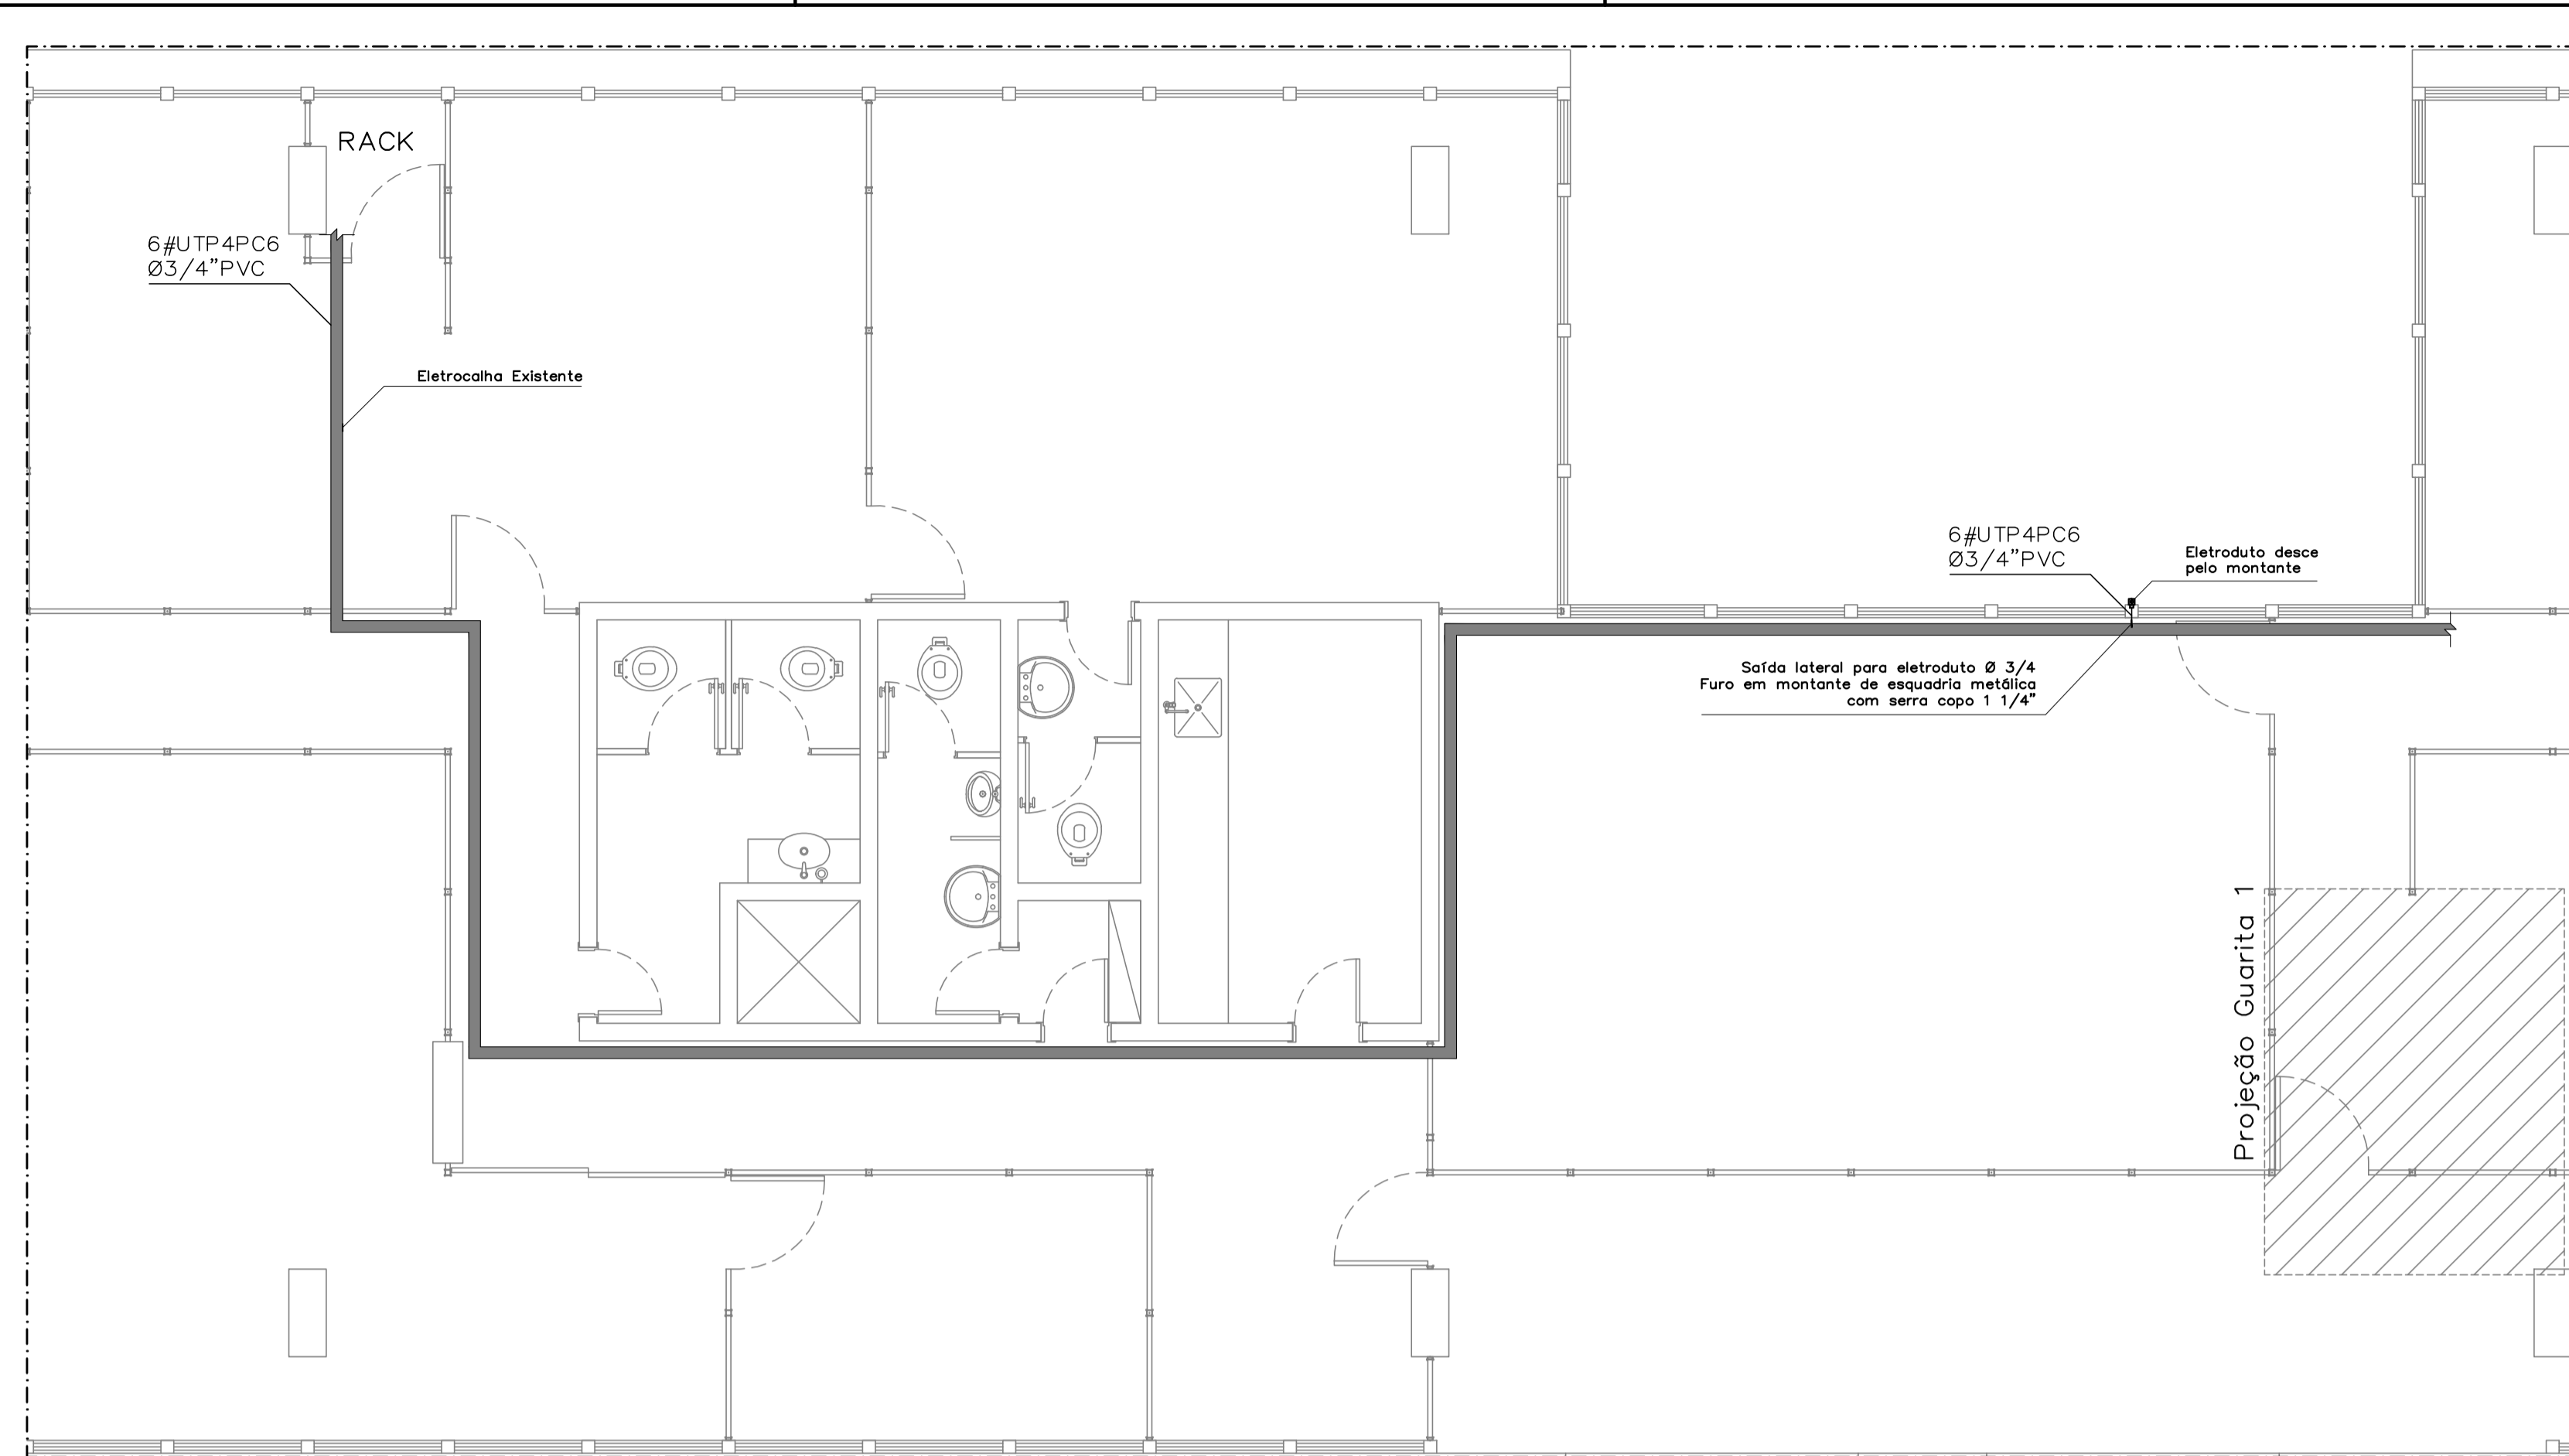 RACK
6#UTP4PC6
Ø3/4"PVC
Eletrocalha Existente
6#UTP4PC6
Ø3/4"PVC
Eletroduto desce
pelo montante
Saída lateral para eletroduto Ø 3/4
Furo em montante de esquadria metálica
com serra copo 1 1/4"
Projeção Guarita 1